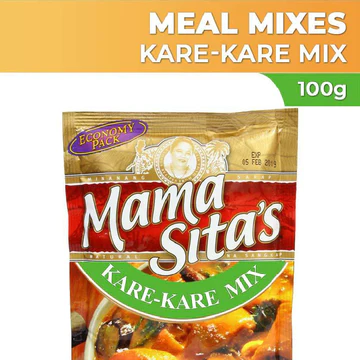 MEAL MIXES
KARE-KARE MIX
100g
ECONOMY
PACK
EXP
05 FEB 2019
Mama
Sita's
KARE-KARE MIX